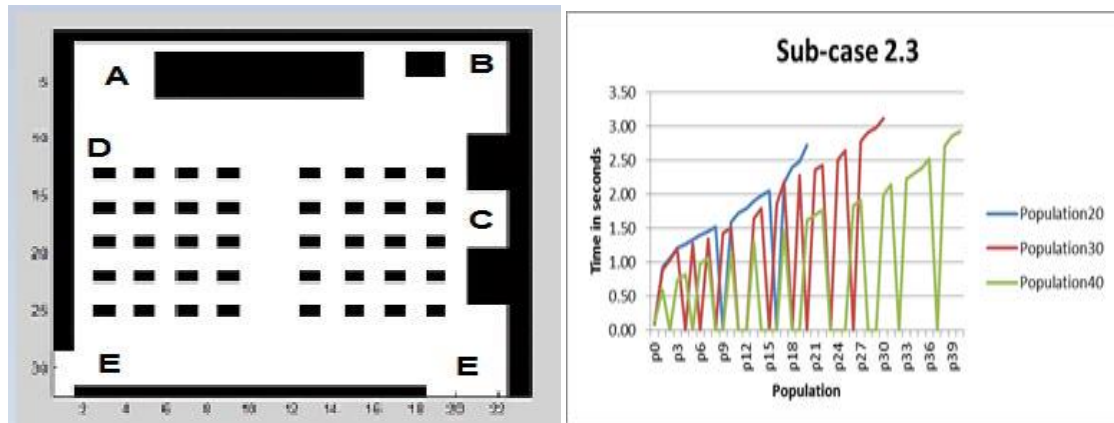 A
B
5
10
D
15
C
20
25
E
E
30
2 4 6 8 10 12 14 16 18 20 22
Sub-case 2.3
3.50
3.00
2.50
2.00
1.50
1.00
0.50
0.00
Time in seconds
p0 p3 p6 p9 p12 p15 p18 p21 p24 p27 p30 p33 p36 p39
Population
Population20
Population30
Population40